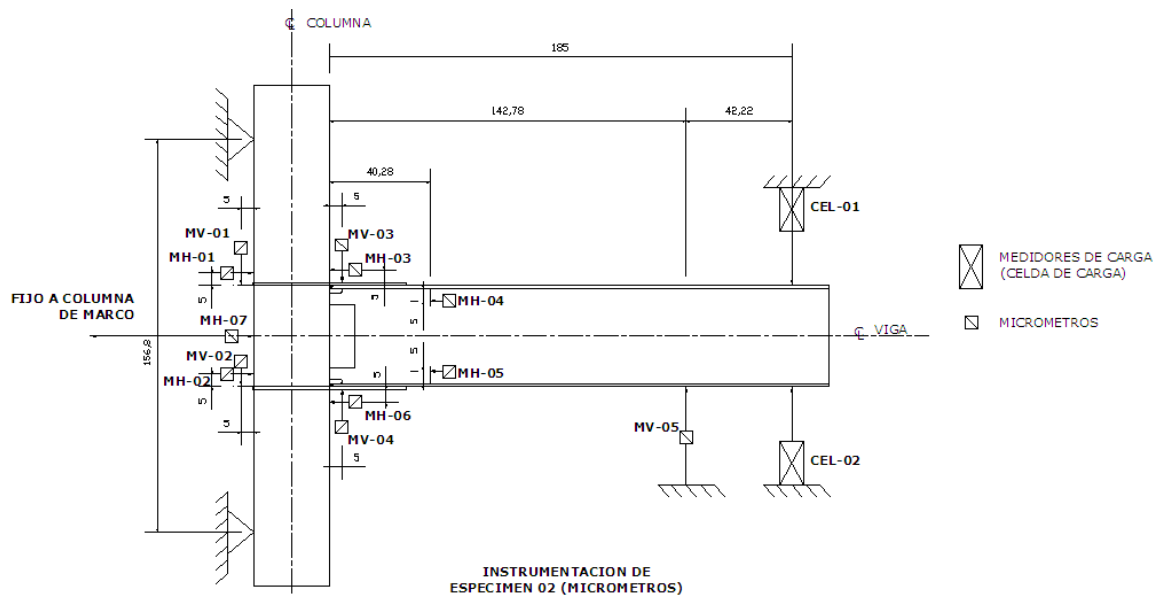 ℄ COLUMNA
185
142,78
42,22
40,28
5
5
CEL-01
MV-01
MV-03
MH-01
MH-03
MEDIDORES DE CARGA
(CELDA DE CARGA)
5
5
FIJO A COLUMNA
DE MARCO
1
MH-04
5
MICROMETROS
MH-07
℄ VIGA
156,8
MV-02
5
MH-02
1
MH-05
5
5
MH-06
5
MV-04
MV-05
CEL-02
5
INSTRUMENTACION DE
ESPECIMEN 02 (MICROMETROS)